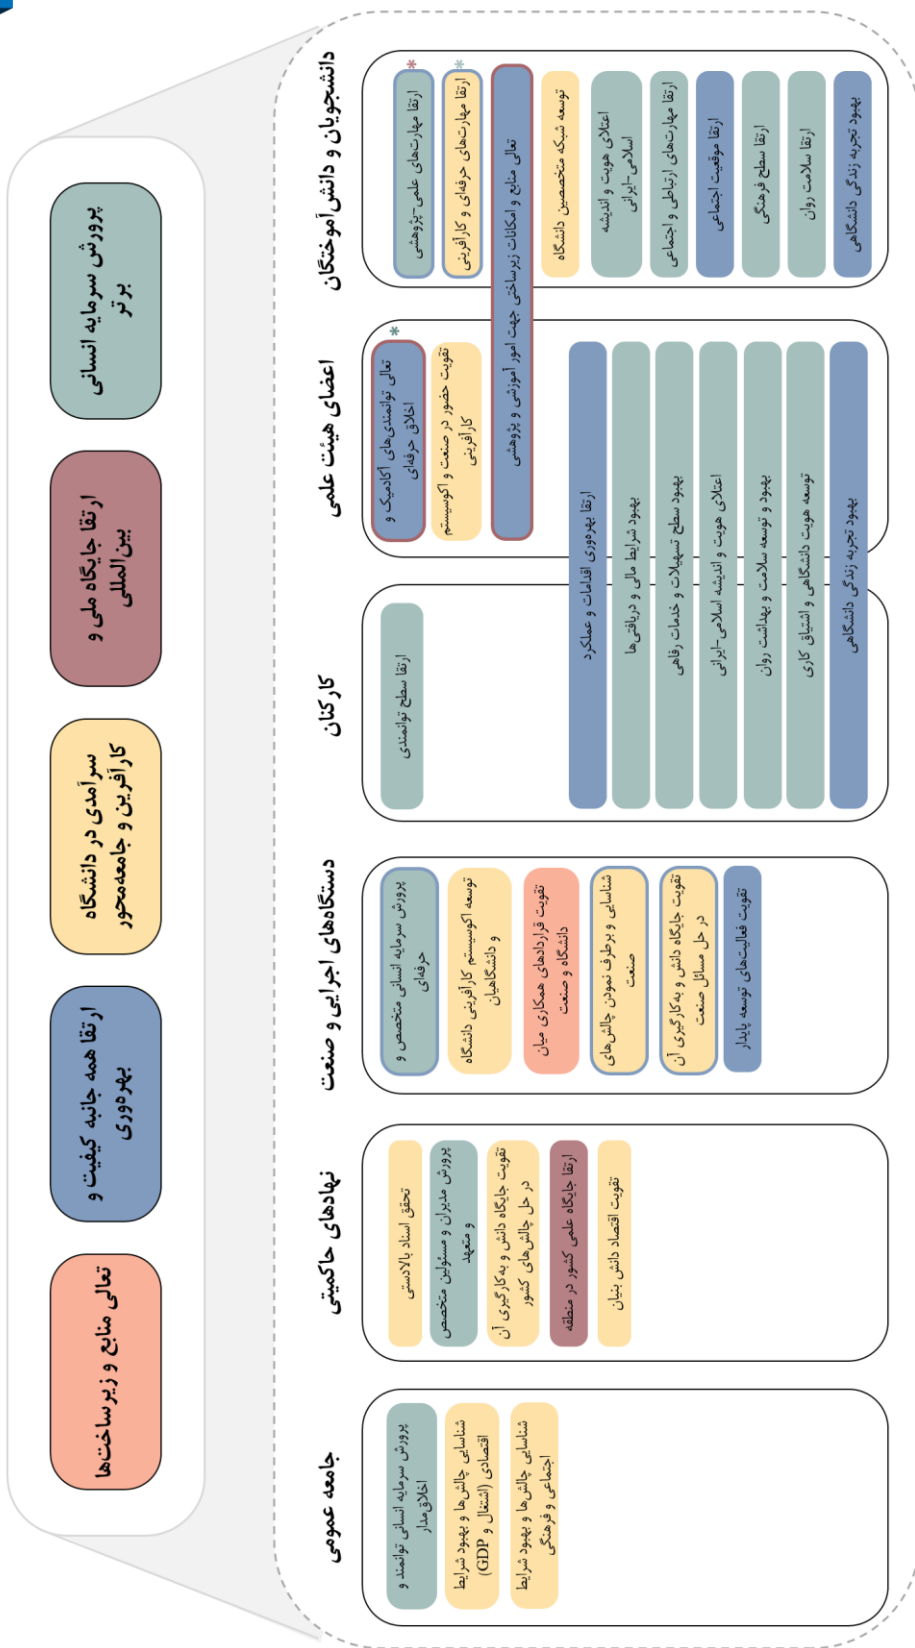 پرورش سرمایه انسانی
برتر
ارتقا جایگاه ملی و
بین‌المللی
سرآمدی در دانشگاه
کارآفرین و جامعه‌محور
ارتقا همه جانبه کیفیت و
بهره‌وری
تعالی منابع و زیرساخت‌ها
دانشجویان و دانش‌آموختگان
*
ارتقا مهارت‌های علمی-پژوهشی
*
ارتقا مهارت‌های حرفه‌ای و کارآفرینی
تعالی منابع و امکانات زیرساختی جهت امور آموزشی و پژوهشی
توسعه شبکه متخصصین دانشگاه
اعتلای هویت و اندیشه
اسلامی-ایرانی
ارتقا مهارت‌های ارتباطی و اجتماعی
ارتقا موقعیت اجتماعی
ارتقا سطح فرهنگی
ارتقا سلامت روان
بهبود تجربه زندگی دانشگاهی
اعضای هیئت علمی
*
تعالی توانمندی‌های آکادمیک و
اخلاق حرفه‌ای
تقویت حضور در صنعت و اکوسیستم
کارآفرینی
ارتقا بهره‌وری اقدامات و عملکرد
بهبود شرایط مالی و دریافتی‌ها
بهبود سطح تسهیلات و خدمات رفاهی
اعتلای هویت و اندیشه اسلامی-ایرانی
بهبود و توسعه سلامت و بهداشت روان
توسعه هویت دانشگاهی و اشتیاق کاری
بهبود تجربه زندگی دانشگاهی
کارکنان
ارتقا سطح توانمندی
دستگاه‌های اجرایی و صنعت
پرورش سرمایه انسانی متخصص و
حرفه‌ای
توسعه اکوسیستم کارآفرینی دانشگاه
و دانشگاهیان
تقویت قراردادهای همکاری میان
دانشگاه و صنعت
شناسایی و برطرف نمودن چالش‌های
صنعت
تقویت جایگاه دانش و به‌کارگیری آن
در حل مسائل صنعت
تقویت فعالیت‌های توسعه پایدار
نهادهای حاکمیتی
تحقق اسناد بالادستی
پرورش مدیران و مسئولین متخصص
و متعهد
تقویت جایگاه دانش و به‌کارگیری آن
در حل چالش‌های کشور
ارتقا جایگاه علمی کشور در منطقه
تقویت اقتصاد دانش بنیان
جامعه عمومی
پرورش سرمایه انسانی توانمند و
اخلاق‌مدار
شناسایی چالش‌ها و بهبود شرایط
اقتصادی (اشتغال و GDP)
شناسایی چالش‌ها و بهبود شرایط
اجتماعی و فرهنگی